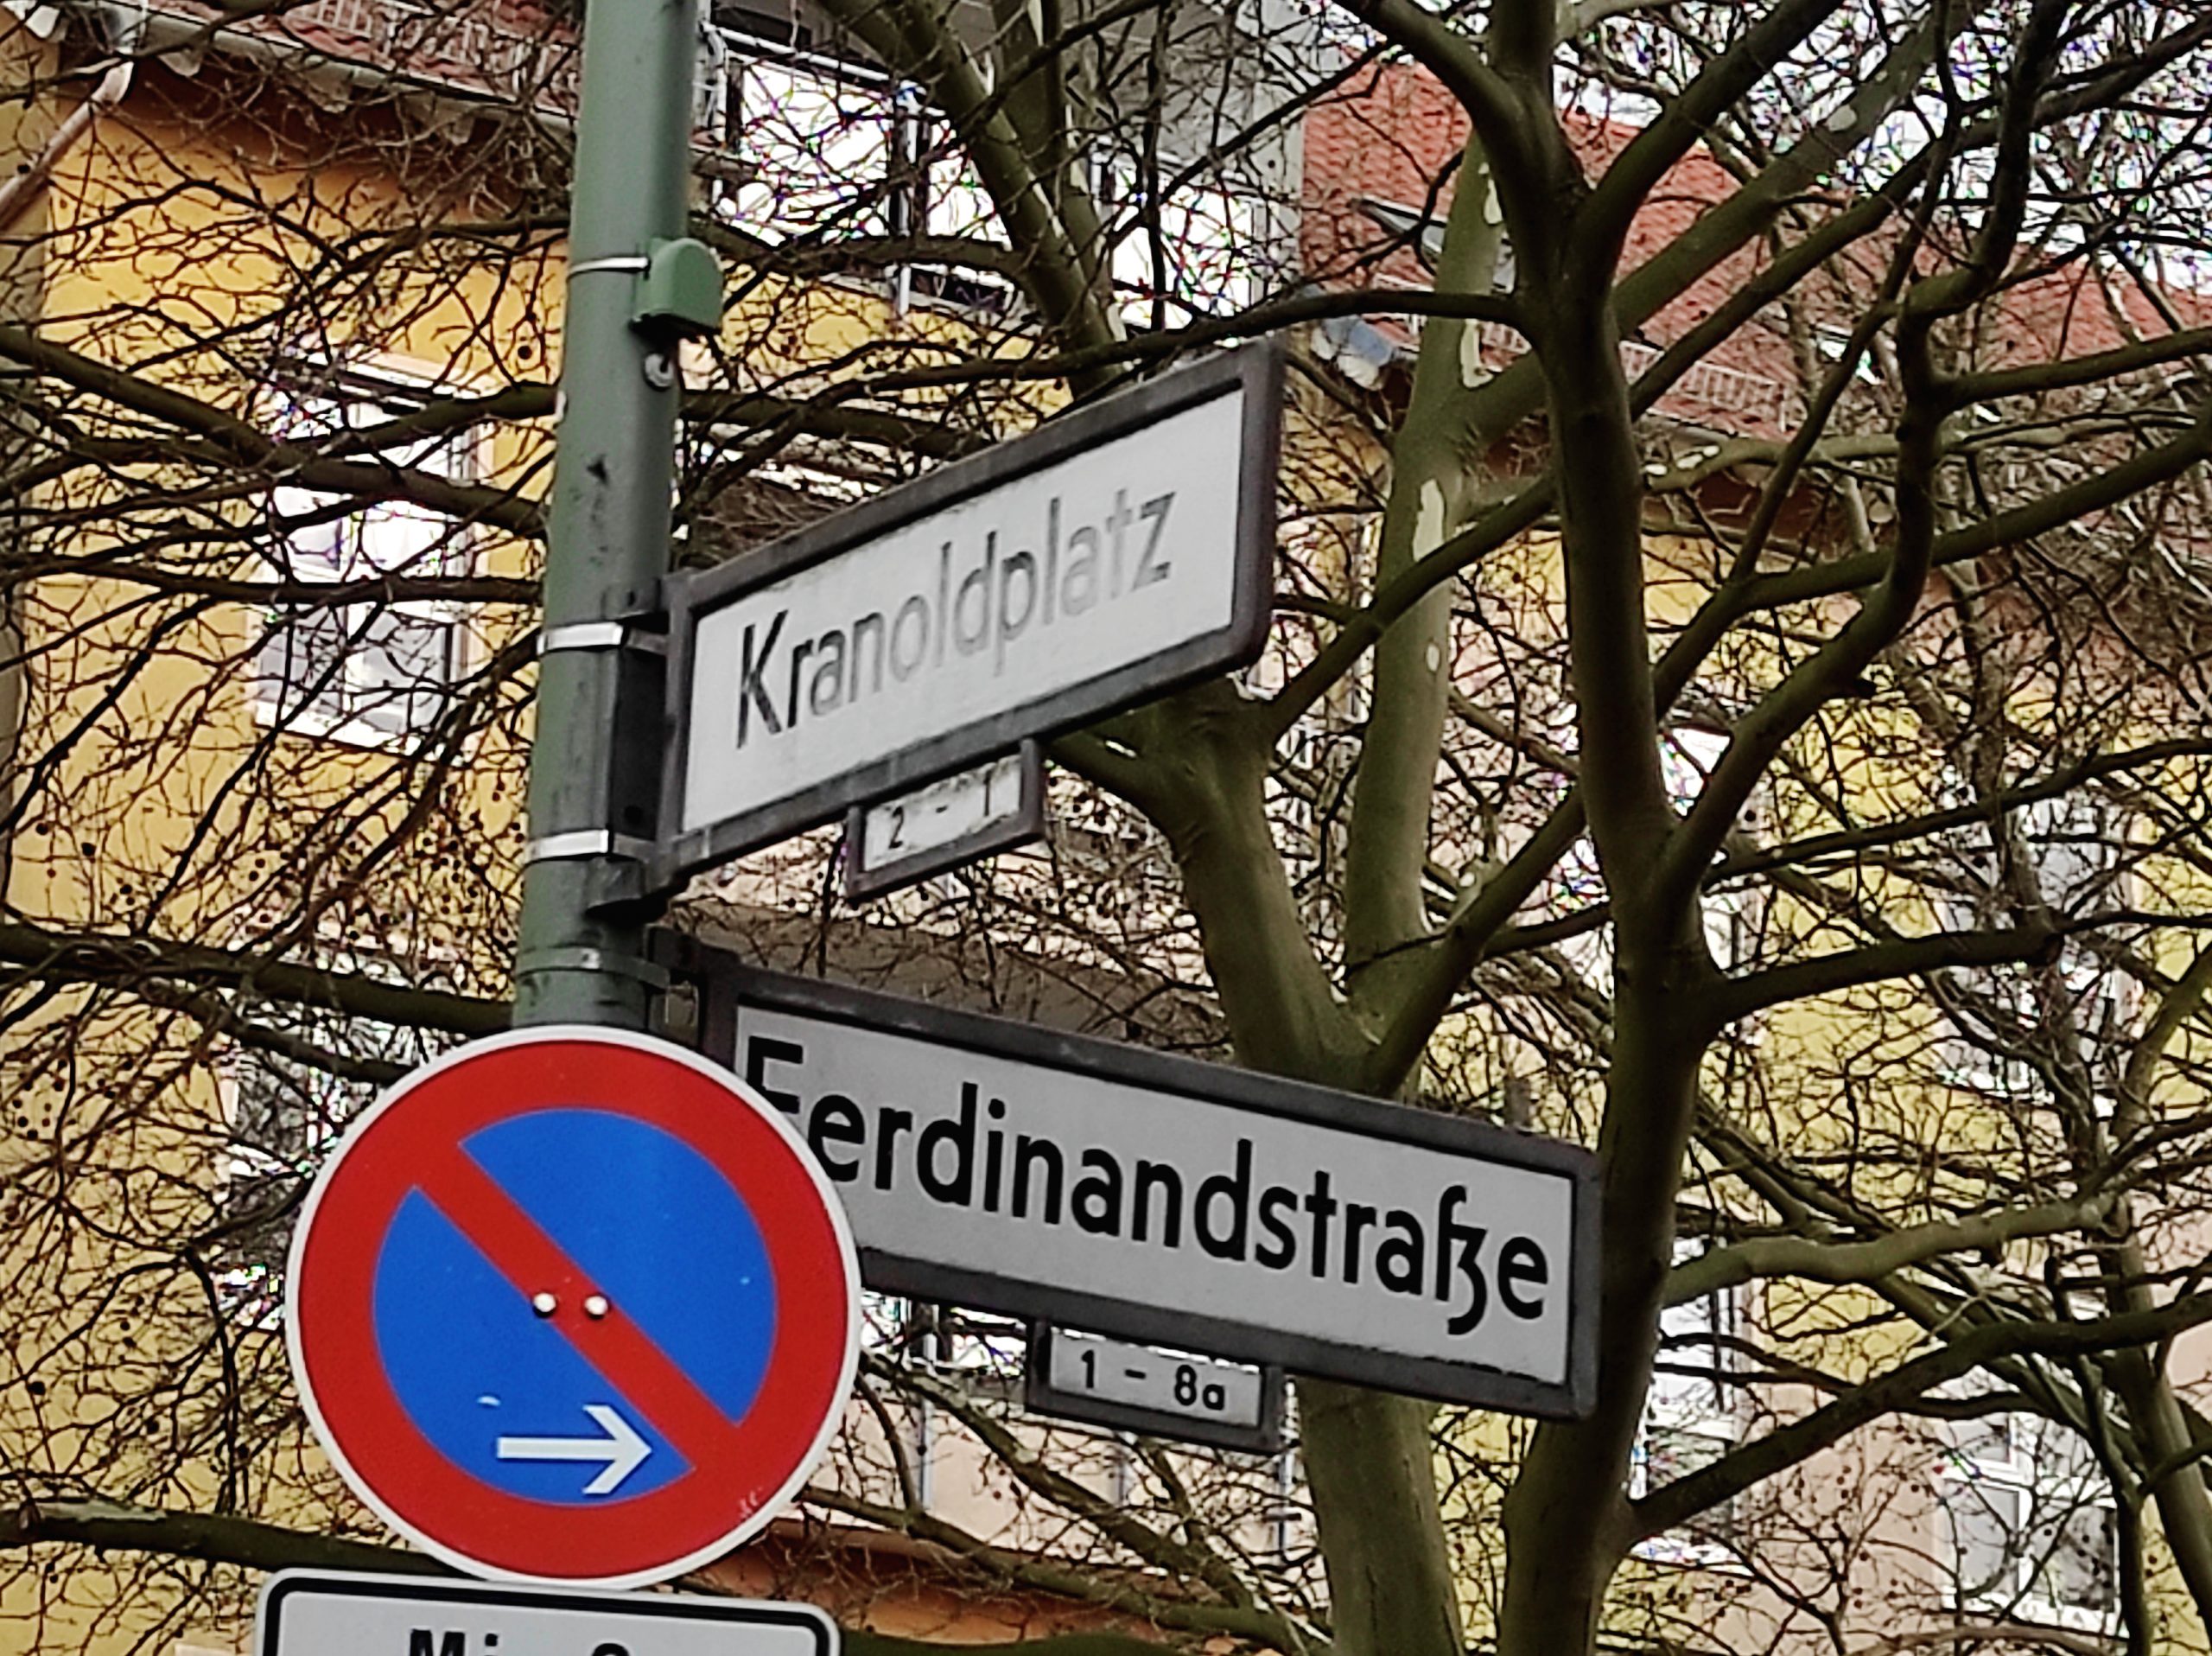 Kranoldplatz
2 - 1
Ferdinandstraße
1 - 8a